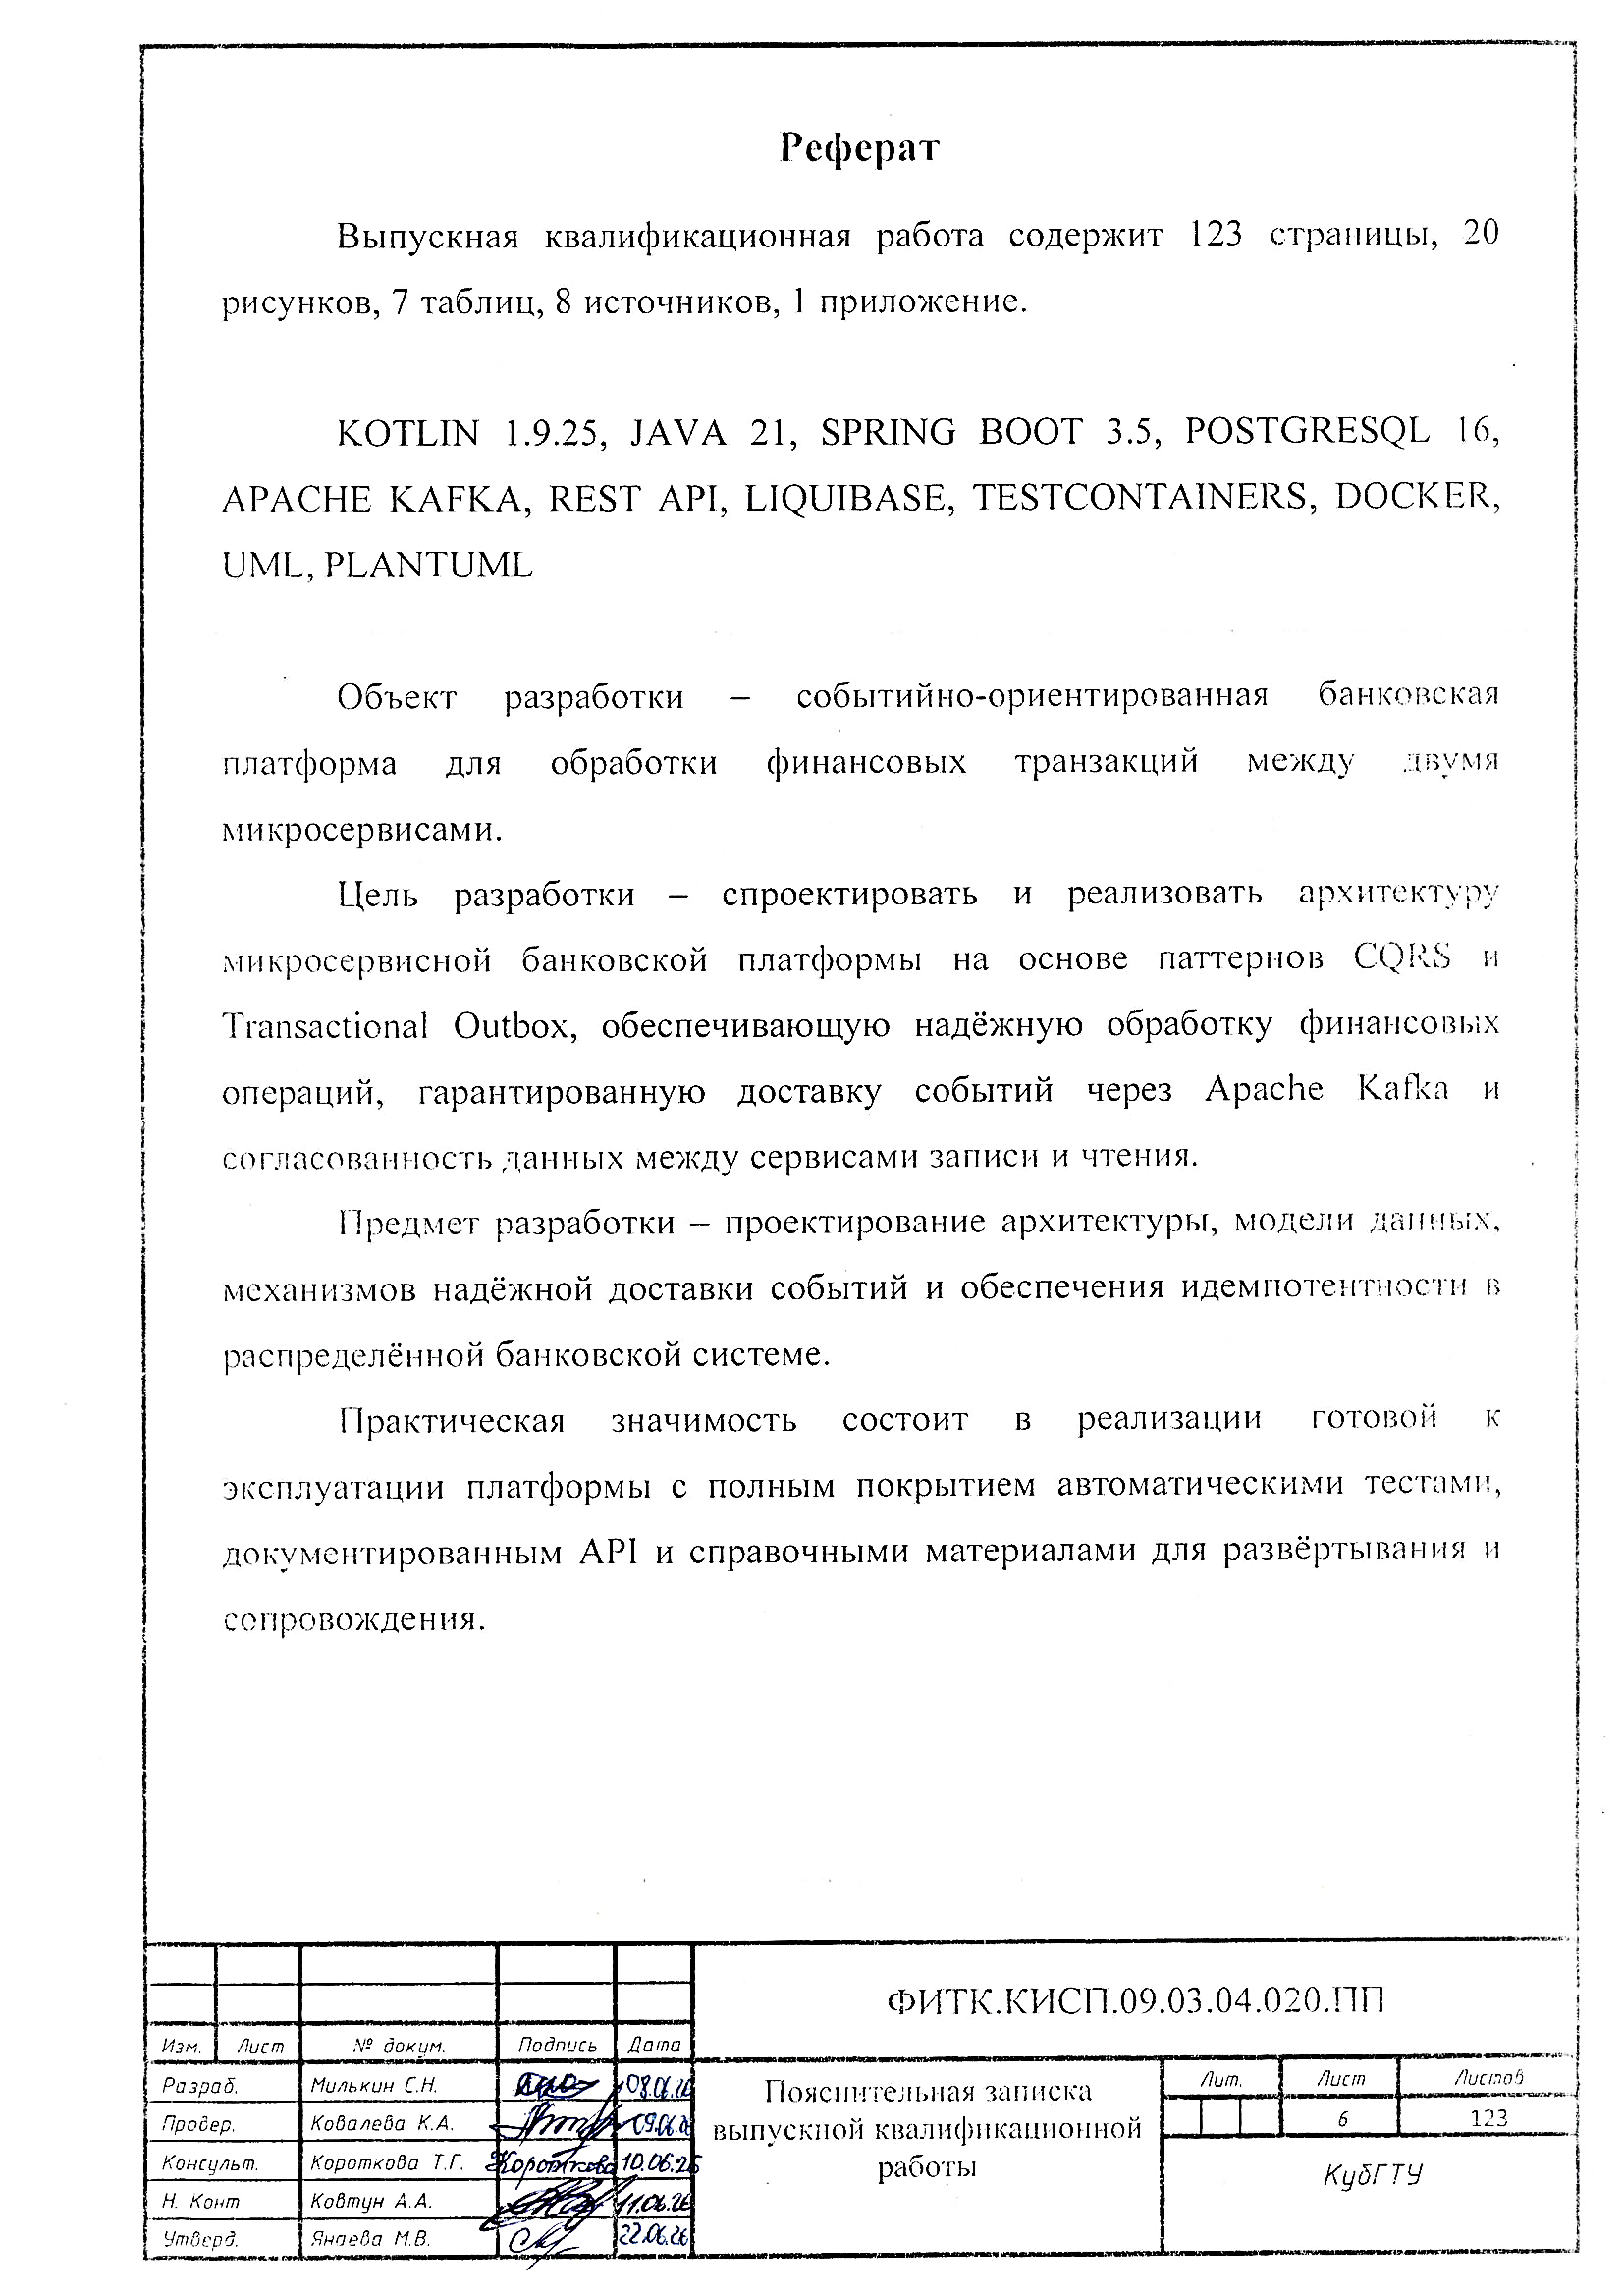 Реферат
Выпускная квалификационная работа содержит 123 страницы, 20
рисунков, 7 таблиц, 8 источников, 1 приложение.
KOTLIN 1.9.25, JAVA 21, SPRING BOOT 3.5, POSTGRESQL 16,
APACHE KAFKA, REST API, LIQUIBASE, TESTCONTAINERS, DOCKER,
UML, PLANTUML
Объект разработки – событийно-ориентированная банковская
платформа для обработки финансовых транзакций между двумя
микросервисами.
Цель разработки – спроектировать и реализовать архитектуру
микросервисной банковской платформы на основе паттернов CQRS и
Transactional Outbox, обеспечивающую надёжную обработку финансовых
операций, гарантированную доставку событий через Apache Kafka и
согласованность данных между сервисами записи и чтения.
Предмет разработки – проектирование архитектуры, модели данных,
механизмов надёжной доставки событий и обеспечения идемпотентности в
распределённой банковской системе.
Практическая значимость состоит в реализации готовой к
эксплуатации платформы с полным покрытием автоматическими тестами,
документированным API и справочными материалами для развёртывания и
сопровождения.
ФИТК.КИСП.09.03.04.020.ПП
Изм. Лист № докум. Подпись Дата
Разраб. Милькин С.Н. 08.06.26
Провер. Ковалева К.А. 09.06.26
Консульт. Короткова Т.Г. Короткова 10.06.26
Н. Конт Ковтун А.А. 11.06.26
Утверд. Янаева М.В. 22.06.26
Пояснительная записка
выпускной квалификационной
работы
Лит. Лист Листов
6 123
КубГТУ